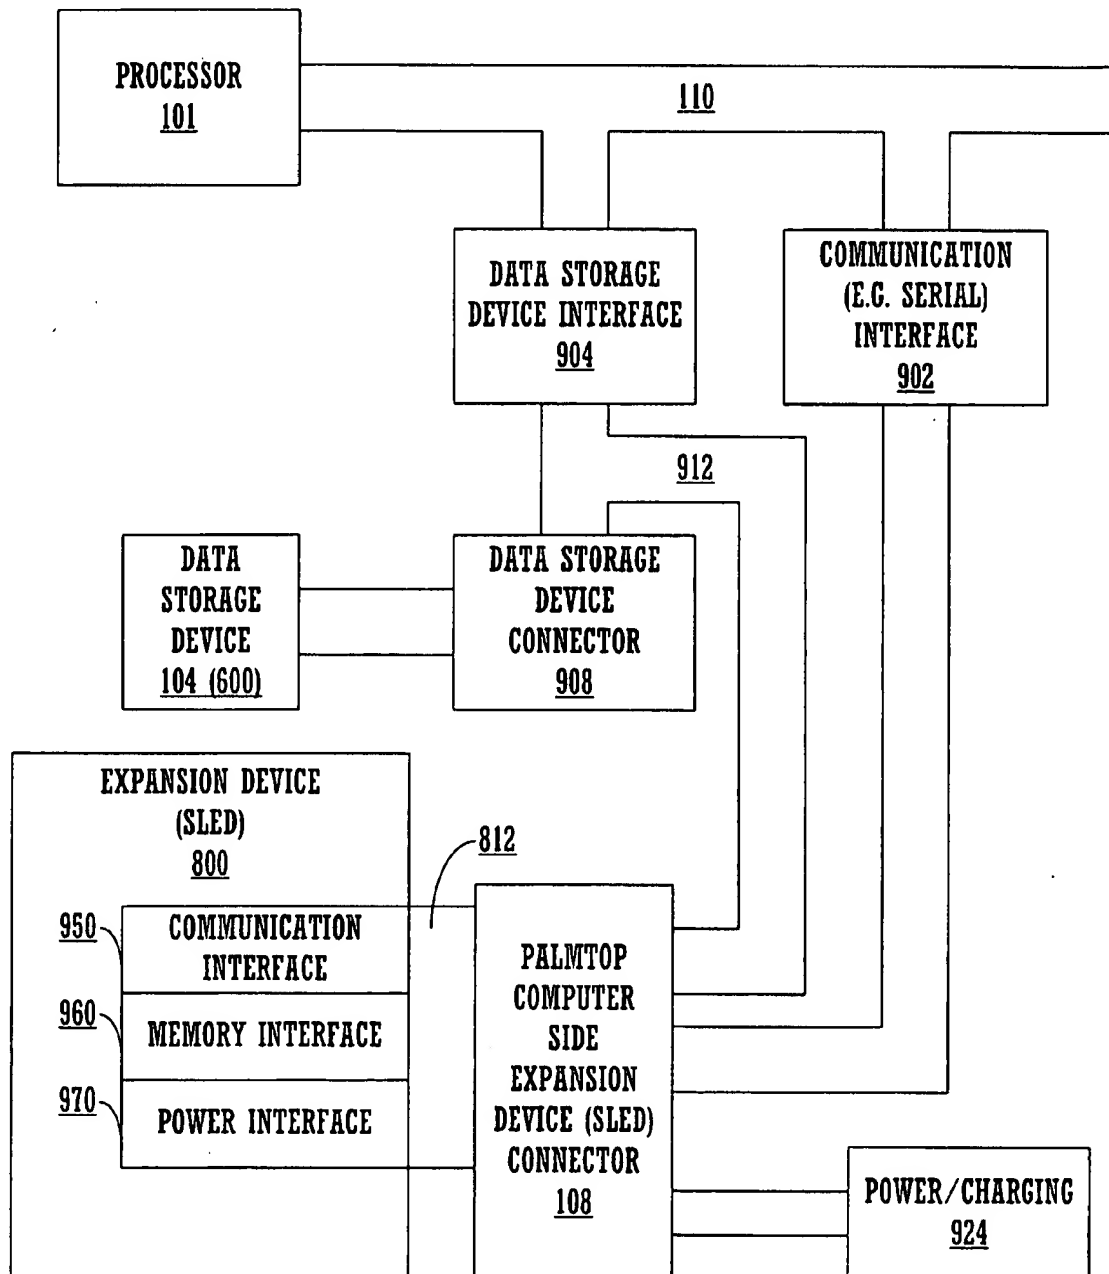 PROCESSOR
101
110
DATA STORAGE
DEVICE INTERFACE
904
COMMUNICATION
(E.G. SERIAL)
INTERFACE
902
912
DATA
STORAGE
DEVICE
104 (600)
DATA STORAGE
DEVICE
CONNECTOR
908
EXPANSION DEVICE
(SLED)
800
812
950
COMMUNICATION
INTERFACE
960
MEMORY INTERFACE
970
POWER INTERFACE
PALMTOP
COMPUTER
SIDE
EXPANSION
DEVICE (SLED)
CONNECTOR
108
POWER/CHARGING
924